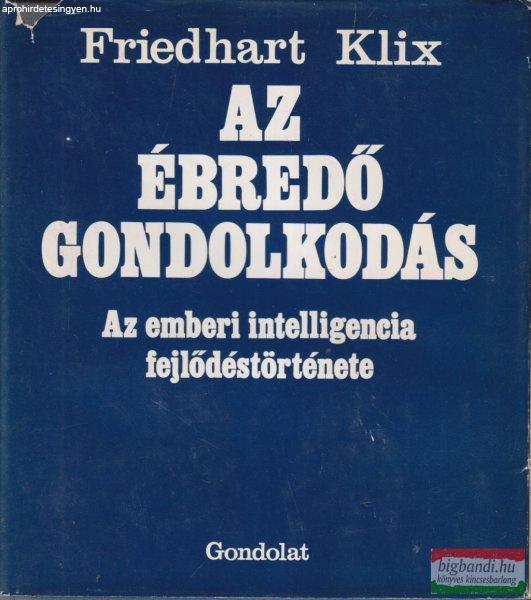 aprohirdetesingyen.hu
Friedhart Klix
AZ
ÉBREDŐ
GONDOLKODÁS
Az emberi intelligencia
fejlődéstörténete
Gondolat
bigbandi.hu
könyves kincsesbarlang